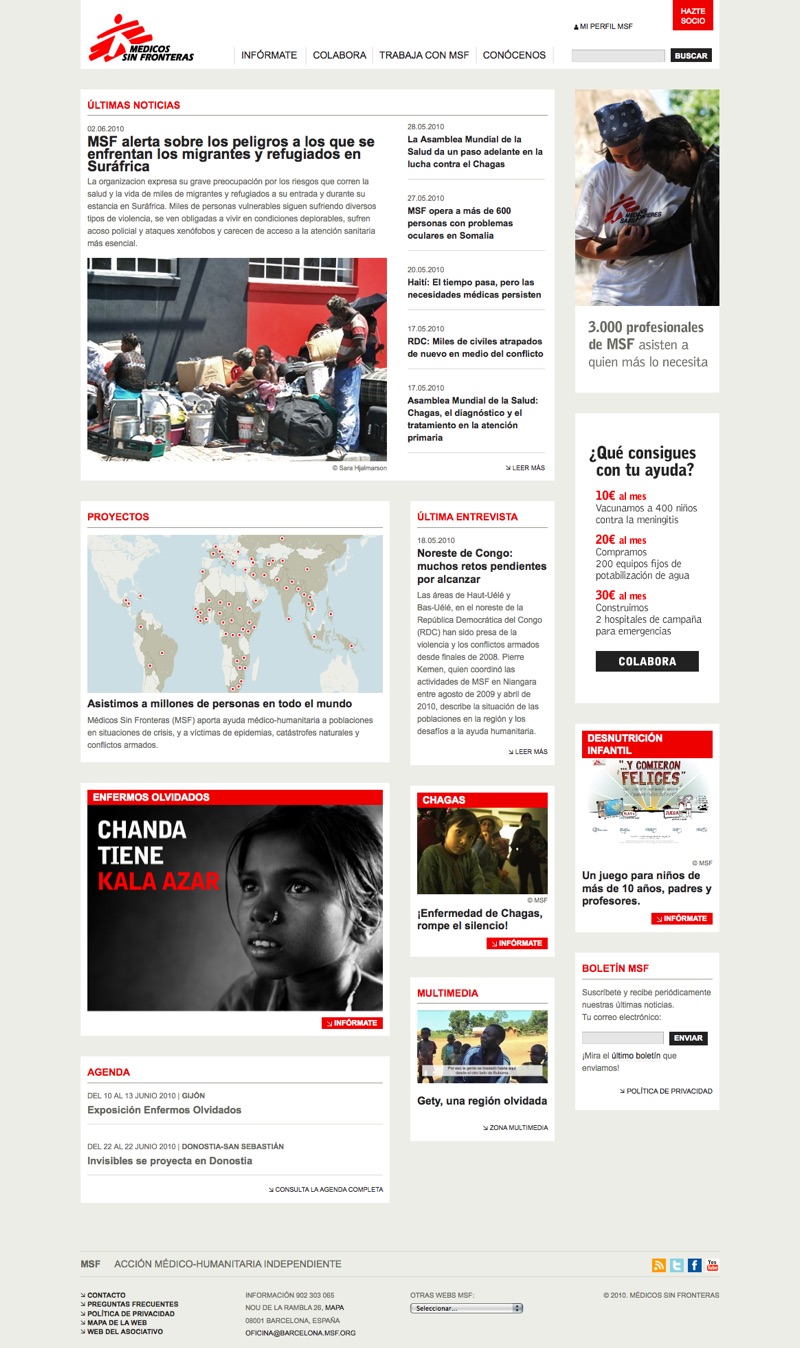 MEDICOS
SIN FRONTERAS
INFÓRMATE
COLABORA
TRABAJA CON MSF
CONÓCENOS
MI PERFIL MSF
HAZTE
SOCIO
BUSCAR
ÚLTIMAS NOTICIAS
02.06.2010
MSF alerta sobre los peligros a los que se
enfrentan los migrantes y refugiados en
Suráfrica
La organizacion expresa su grave preocupación por los riesgos que corren la
salud y la vida de miles de migrantes y refugiados a su entrada y durante su
estancia en Suráfrica. Miles de personas vulnerables siguen sufriendo diversos
tipos de violencia, se ven obligadas a vivir en condiciones deplorables, sufren
acoso policial y ataques xenófobos y carecen de acceso a la atención sanitaria
más esencial.
© Sara Hjalmarson
28.05.2010
La Asamblea Mundial de la
Salud da un paso adelante en la
lucha contra el Chagas
27.05.2010
MSF opera a más de 600
personas con problemas
oculares en Somalia
20.05.2010
Haití: El tiempo pasa, pero las
necesidades médicas persisten
17.05.2010
RDC: Miles de civiles atrapados
de nuevo en medio del conflicto
17.05.2010
Asamblea Mundial de la Salud:
Chagas, el diagnóstico y el
tratamiento en la atención
primaria
LEER MÁS
3.000 profesionales
de MSF asisten a
quien más lo necesita
¿Qué consigues
con tu ayuda?
10€ al mes
Vacunamos a 400 niños
contra la meningitis
20€ al mes
Compramos
200 equipos fijos de
potabilización de agua
30€ al mes
Construimos
2 hospitales de campaña
para emergencias
COLABORA
PROYECTOS
Asistimos a millones de personas en todo el mundo
Médicos Sin Fronteras (MSF) aporta ayuda médico-humanitaria a poblaciones
en situaciones de crisis, y a víctimas de epidemias, catástrofes naturales y
conflictos armados.
ÚLTIMA ENTREVISTA
18.05.2010
Noreste de Congo:
muchos retos pendientes
por alcanzar
Las áreas de Haut-Uélé y
Bas-Uélé, en el noreste de la
República Democrática del Congo
(RDC) han sido presa de la
violencia y los conflictos armados
desde finales de 2008. Pierre
Kernen, quien coordinó las
actividades de MSF en Niangara
entre agosto de 2009 y abril de
2010, describe la situación de las
poblaciones en la región y los
desafíos a la ayuda humanitaria.
LEER MÁS
DESNUTRICIÓN
INFANTIL
"...Y COMIERON
FELICES"
© MSF
Un juego para niños de
más de 10 años, padres y
profesores.
INFÓRMATE
ENFERMOS OLVIDADOS
CHANDA
TIENE
KALA AZAR
INFÓRMATE
CHAGAS
© MSF
¡Enfermedad de Chagas,
rompe el silencio!
INFÓRMATE
MULTIMEDIA
Gety, una región olvidada
ZONA MULTIMEDIA
BOLETÍN MSF
Suscríbete y recibe periódicamente
nuestras últimas noticias.
Tu correo electrónico:
ENVIAR
¡Mira el último boletín que
enviamos!
POLÍTICA DE PRIVACIDAD
AGENDA
DEL 10 AL 13 JUNIO 2010 | GIJÓN
Exposición Enfermos Olvidados
DEL 22 AL 22 JUNIO 2010 | DONOSTIA-SAN SEBASTIÁN
Invisibles se proyecta en Donostia
CONSULTA LA AGENDA COMPLETA
MSF ACCIÓN MÉDICO-HUMANITARIA INDEPENDIENTE
You
Tube
CONTACTO
PREGUNTAS FRECUENTES
POLÍTICA DE PRIVACIDAD
MAPA DE LA WEB
WEB DEL ASOCIATIVO
INFORMACIÓN 902 303 065
NOU DE LA RAMBLA 26, MAPA
08001 BARCELONA, ESPAÑA
OFICINA@BARCELONA.MSF.ORG
OTRAS WEBS MSF:
Seleccionar...
© 2010. MÉDICOS SIN FRONTERAS